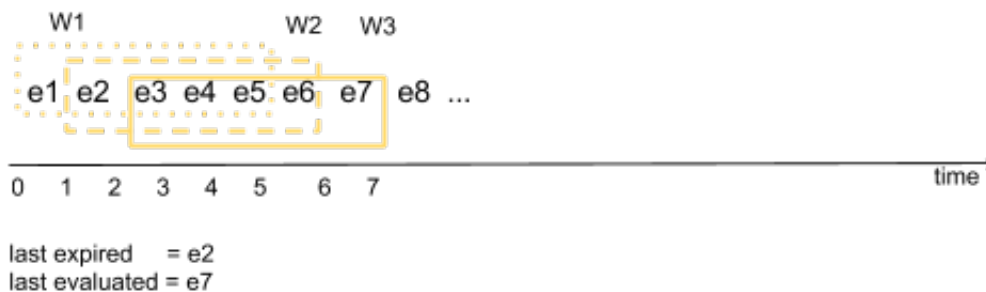 W1 W2 W3
e1 e2 e3 e4 e5 e6 e7 e8 ...
0 1 2 3 4 5 6 7 time
last expired = e2
last evaluated = e7